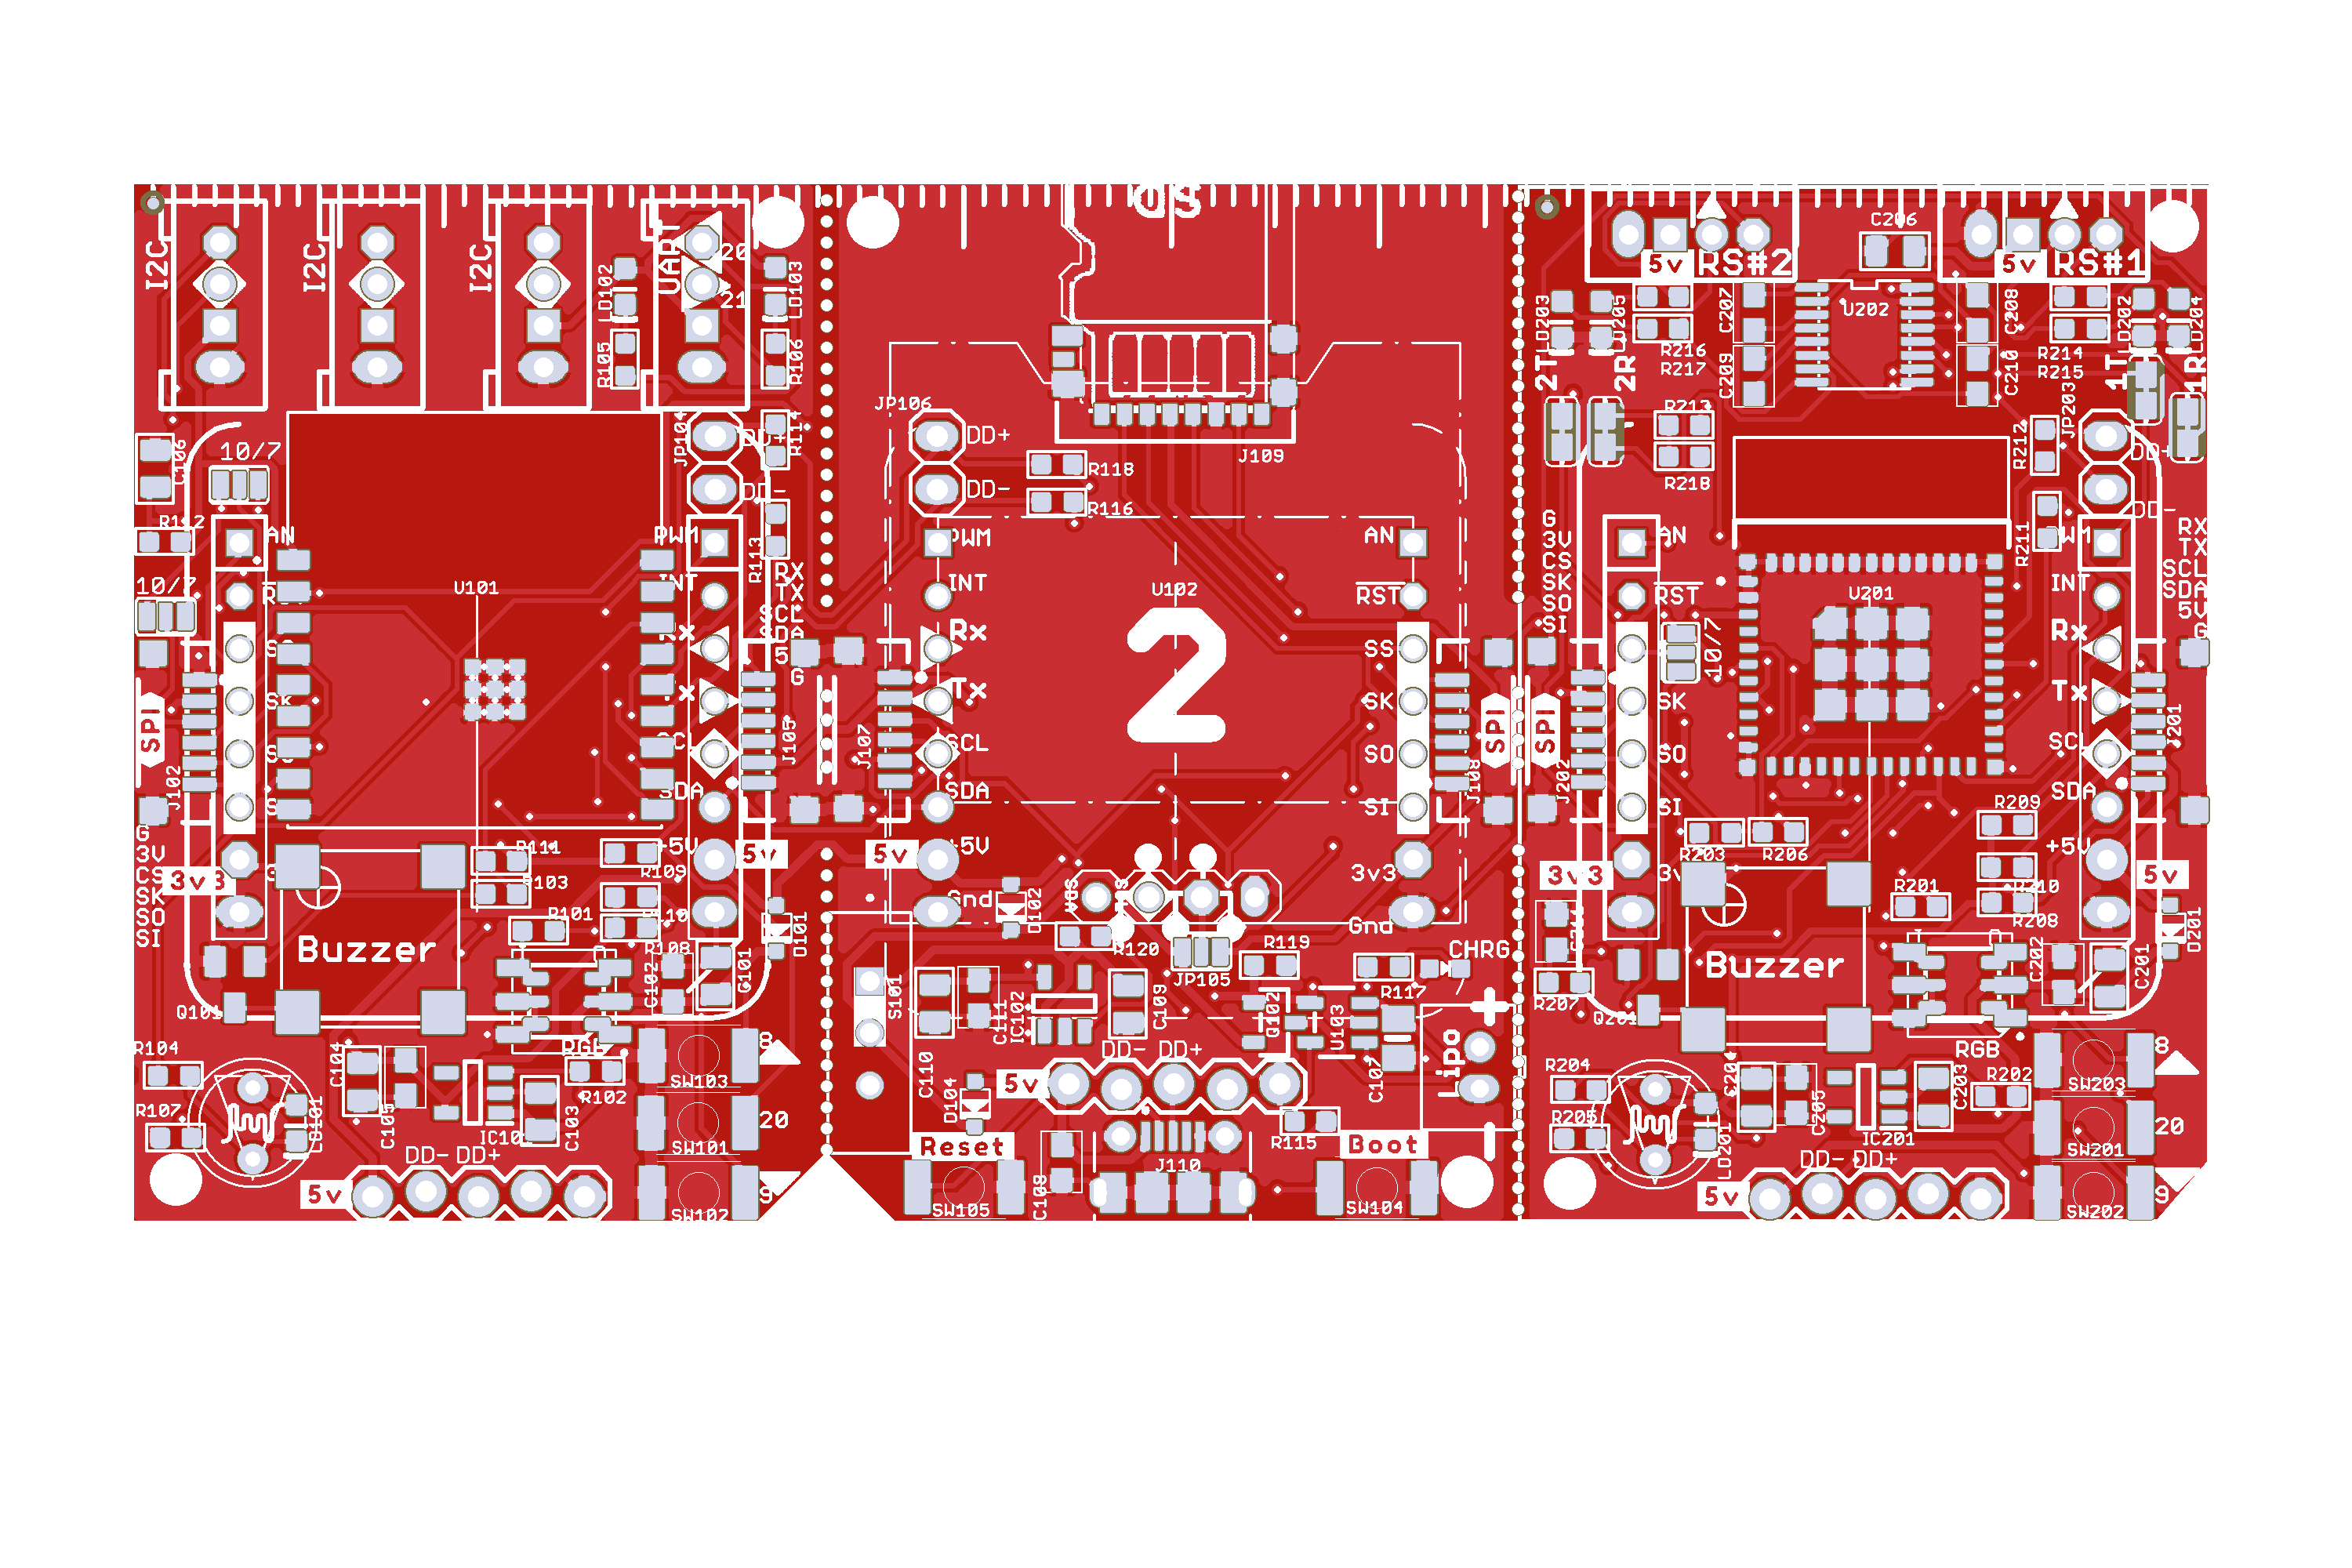 I2C
I2C
I2C
UART
20
21
LD102
LD103
R105
R106
10/7
C106
R112
10/7
JP104
DD+
DD-
R114
R113
AN
PWM
INT
U101
RX
TX
SCL
SDA
G
SPI
J102
J105
SDA
+5V
5v
G
3V
CS
SK
SO
SI
3v3
Buzzer
Q101
R111
R103
R109
R101
R108
C102
C101
D101
R104
R107
LD101
C104
C105
C103
RGB
R102
DD- DD+
5v
SW103
8
SW101
20
SW102
9
JP106
DD+
DD-
R118
R116
J109
PWM
INT
Rx
Tx
SCL
SDA
5v
+5V
Gnd
J107
U102
2
AN
RST
SS
SK
SO
SI
3v3
Gnd
SPI
J108
D102
R120
JP105
R119
R117
CHRG
S101
C110
C111
IC102
C109
Q102
U103
C107
DD- DD+
5v
D104
Reset
SW105
C108
J110
R115
Boot
SW104
5v
RS#2
C206
5v
RS#1
LD203
LD205
R216
R217
C207
C209
U202
C208
C210
R214
R215
LD202
LD204
2T
2R
1T
1R
R213
R218
R212
R211
JP203
DD+
DD-
G
3V
CS
SK
SO
SI
AN
RST
10/7
SK
SO
SI
SPI
J202
3v3
U201
INT
Rx
Tx
SCL
SDA
+5V
5v
RX
TX
SCL
SDA
5V
G
J201
R203
R206
R209
R210
R208
R201
Buzzer
R207
Q201
C202
C201
D201
RGB
R204
R205
LD201
C205
IC201
C203
R202
DD- DD+
5v
SW203
8
SW201
20
SW202
9